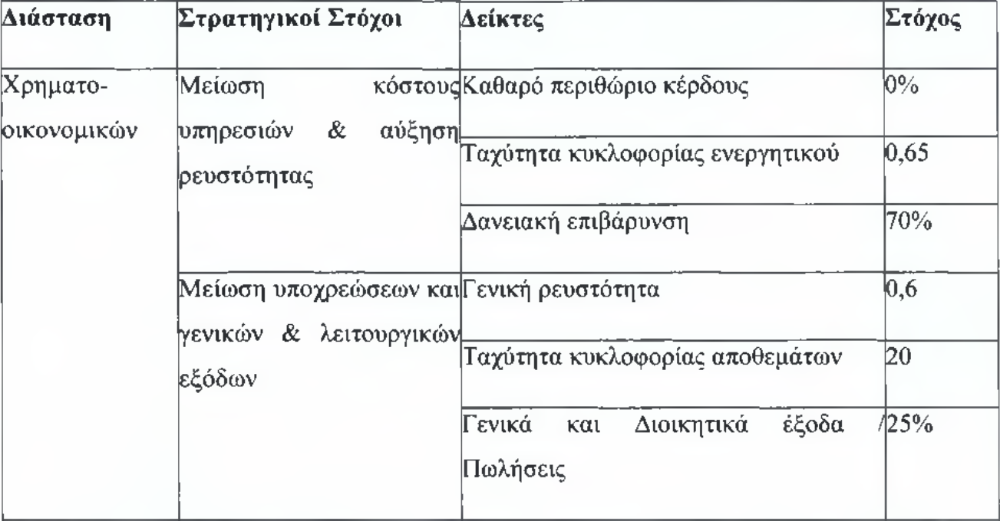 Διάσταση Στρατηγικοί Στόχοι Δείκτες Στόχος
Χρηματο-
οικονομικών
Μείωση κόστους
υπηρεσιών & αύξηση
ρευστότητας
Καθαρό περιθώριο κέρδους 0%
Ταχύτητα κυκλοφορίας ενεργητικού 0,65
Δανειακή επιβάρυνση 70%
Μείωση υποχρεώσεων και
γενικών & λειτουργικών
εξόδων
Γενική ρευστότητα 0,6
Ταχύτητα κυκλοφορίας αποθεμάτων 20
Γενικά και Διοικητικά έξοδα / 25%
Πωλήσεις